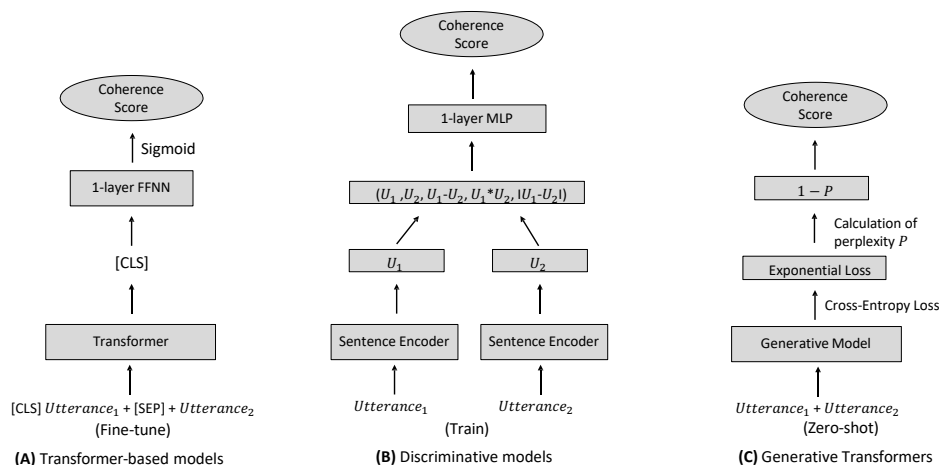 Coherence
Score
Sigmoid
1-layer FFNN
[CLS]
Transformer
[CLS] Utterance₁ + [SEP] + Utterance₂
(Fine-tune)
(A) Transformer-based models
Coherence
Score
1-layer MLP
(U₁ ,U₂, U₁-U₂, U₁*U₂, |U₁-U₂|)
U₁
U₂
Sentence Encoder
Sentence Encoder
Utterance₁
Utterance₂
(Train)
(B) Discriminative models
Coherence
Score
1 − P
Calculation of
perplexity P
Exponential Loss
Cross-Entropy Loss
Generative Model
Utterance₁ + Utterance₂
(Zero-shot)
(C) Generative Transformers